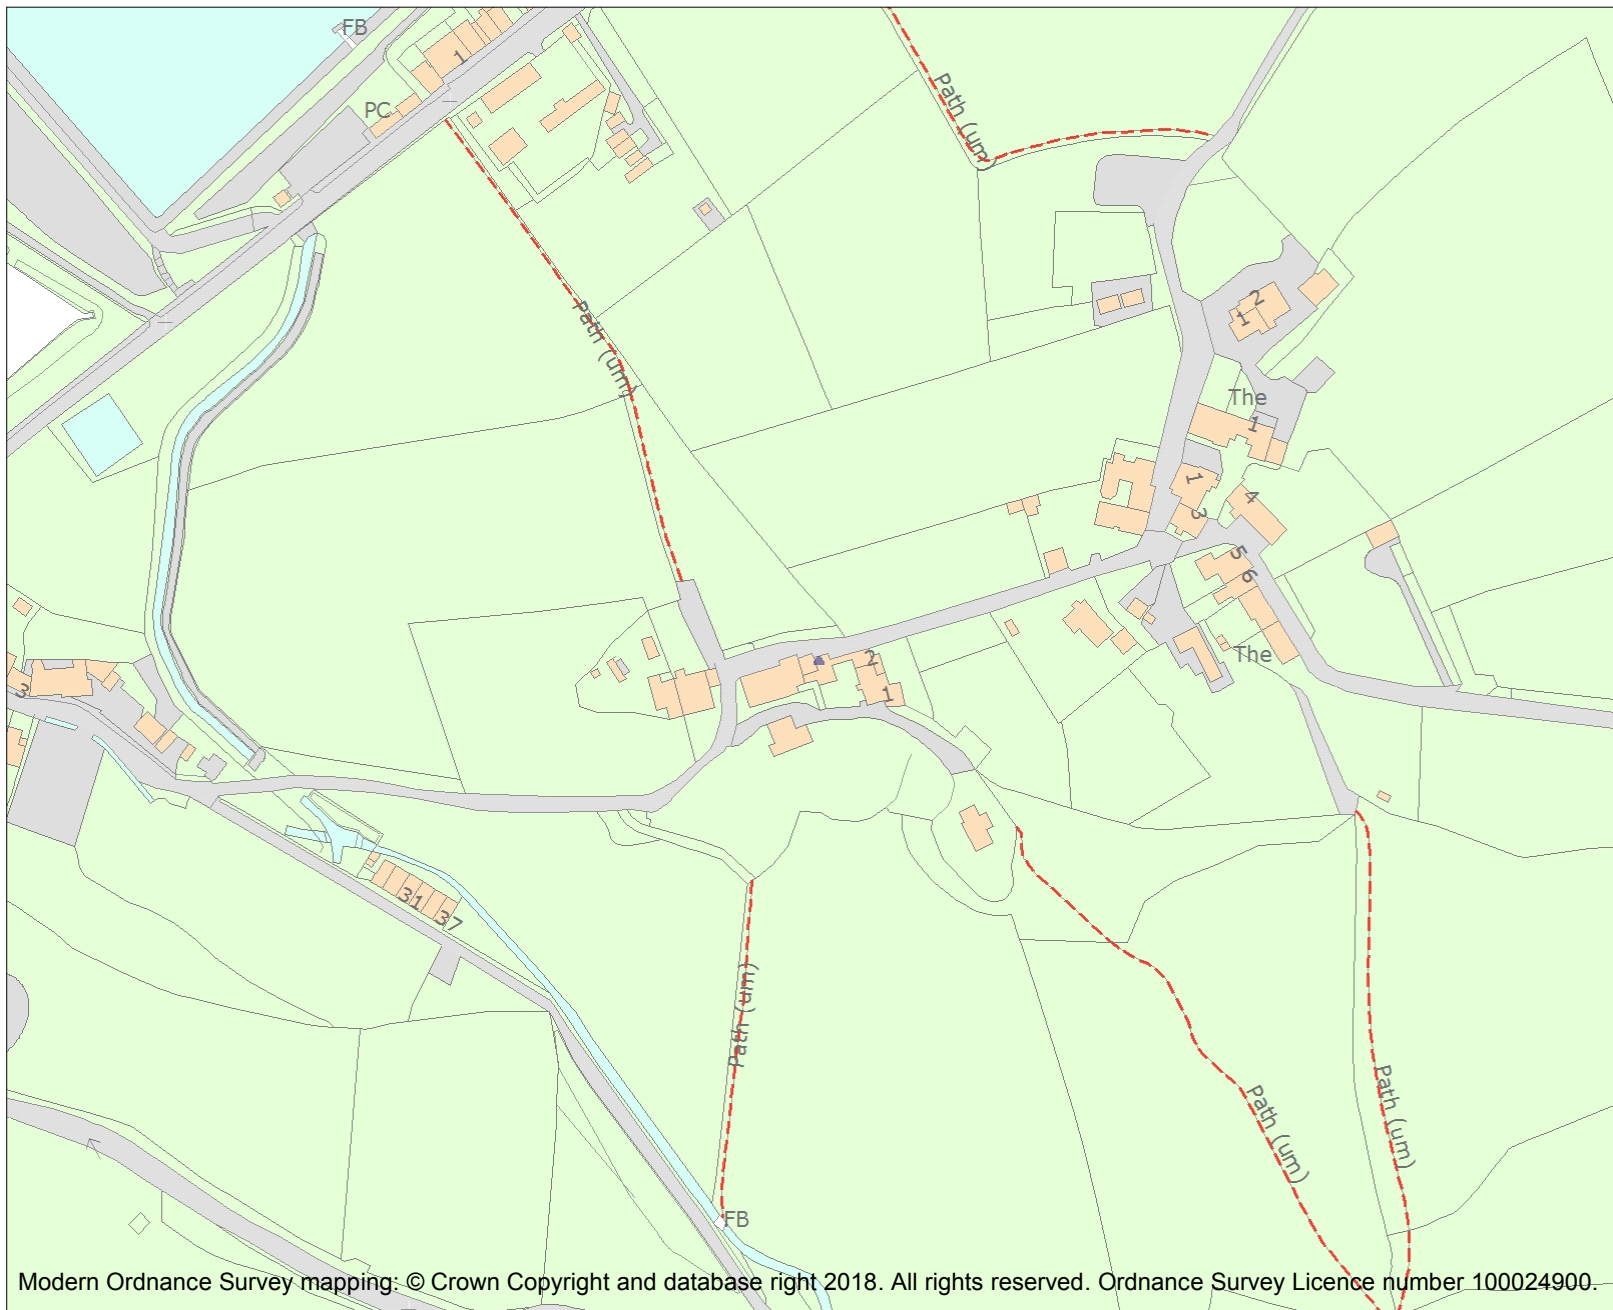 FB
1
PC
Path (um)
Path (um)
2
1
The
1
1
4
3
5
6
The
2
1
3
31
37
Path (um)
Path (um)
Path (um)
FB
Modern Ordnance Survey mapping: © Crown Copyright and database right 2018. All rights reserved. Ordnance Survey Licence number 100024900.